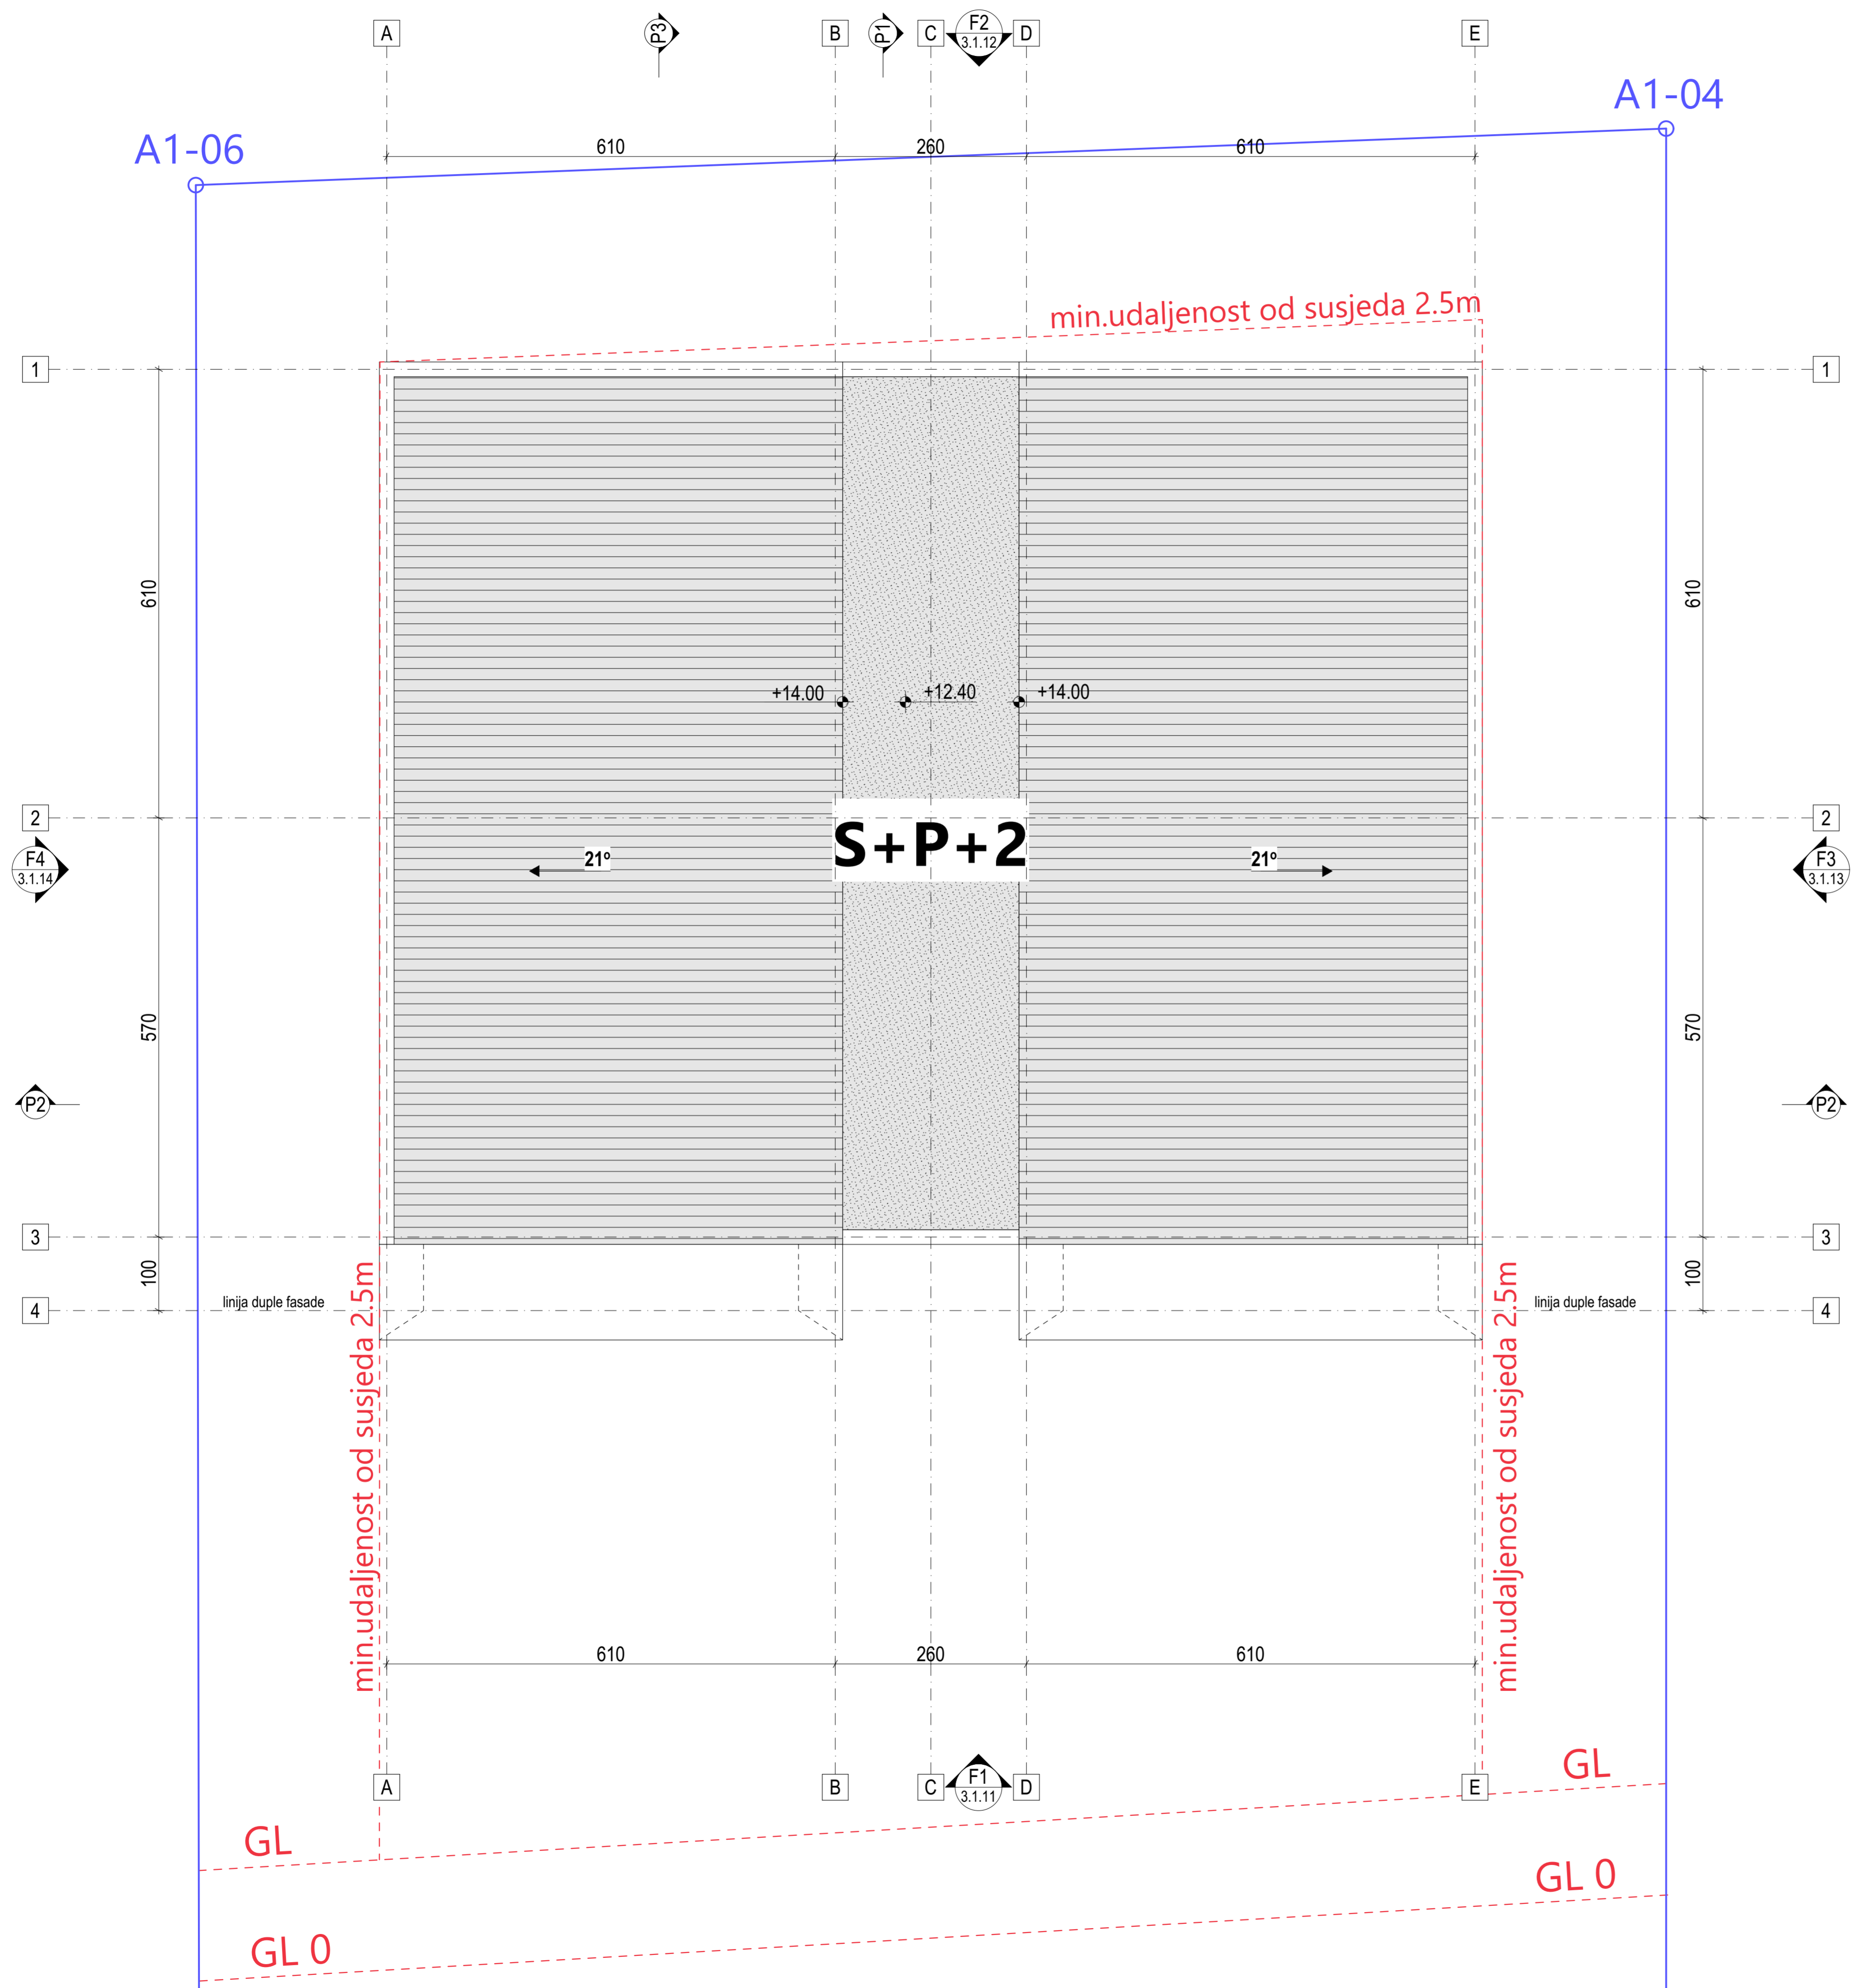 A
P3
B
P1
C
F2
3.1.12
D
E
A1-04
A1-06
610
260
610
min.udaljenost od susjeda 2.5m
1
1
610
610
+14.00
+12.40
+14.00
2
2
S+P+2
F4
3.1.14
21º
21º
F3
3.1.13
570
570
P2
P2
3
3
100
100
linija duple fasade
linija duple fasade
4
4
min.udaljenost od susjeda 2.5m
min.udaljenost od susjeda 2.5m
610
260
610
GL
A
B
C
F1
3.1.11
D
E
GL
GL 0
GL 0